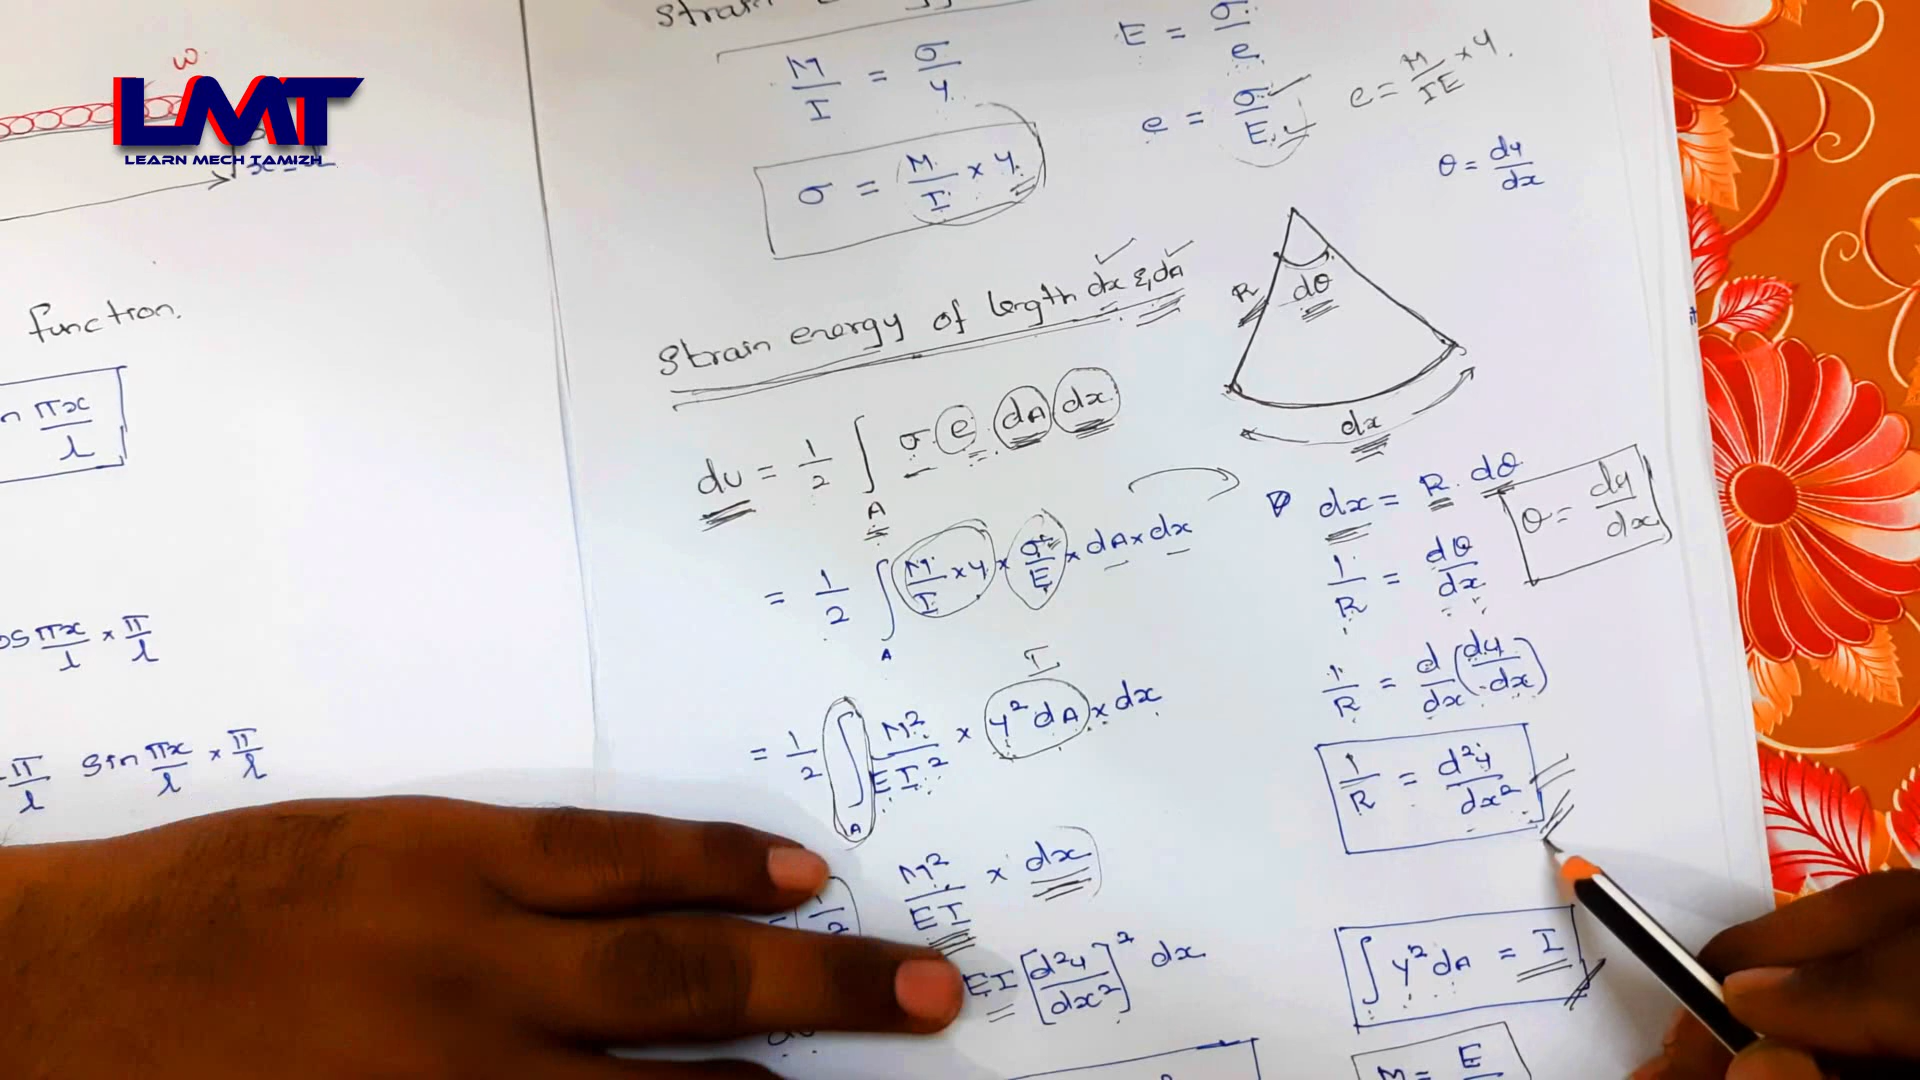 w
LMT
LEARN MECH TAMIZH
function.
πx/l
πx/l × π/l
π/l sin πx/l × π/l
M/I = σ/y
E = σ/e
σ = M/I × y
e = σ/E
e = M/IE × y.
θ = dy/dx
Strain energy of length dx & dA
R
dθ
dx
du = 1/2 ∫A σ. e. dA dx
= 1/2 ∫A M/I × y × σ/E × dA × dx
I
= 1/2 ∫A M²/EI² × y² dA × dx
1/2 M²/EI × dx
EI [d²y/dx²]² dx
dx = R. dθ
θ = dy/dx
1/R = dθ/dx
1/R = d/dx (dy/dx)
1/R = d²y/dx²
∫ y² dA = I
M = E